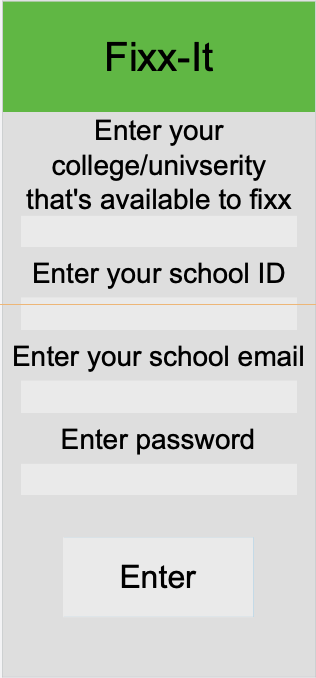 Fixx-It
Enter your
college/univserity
that's available to fixx
Enter your school ID
Enter your school email
Enter password
Enter